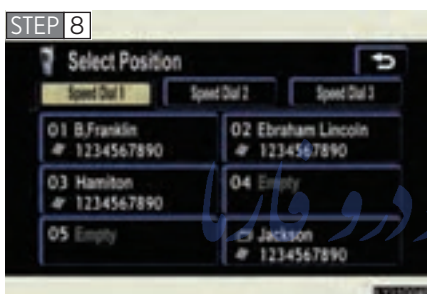 STEP 8
Select Position
Speed Dial 1 Speed Dial 2 Speed Dial 3
01 B,Franklin
1234567890
02 Ebraham Lincoln
1234567890
03 Hamiton
1234567890
04 Empty
05 Empty
Jackson
1234567890